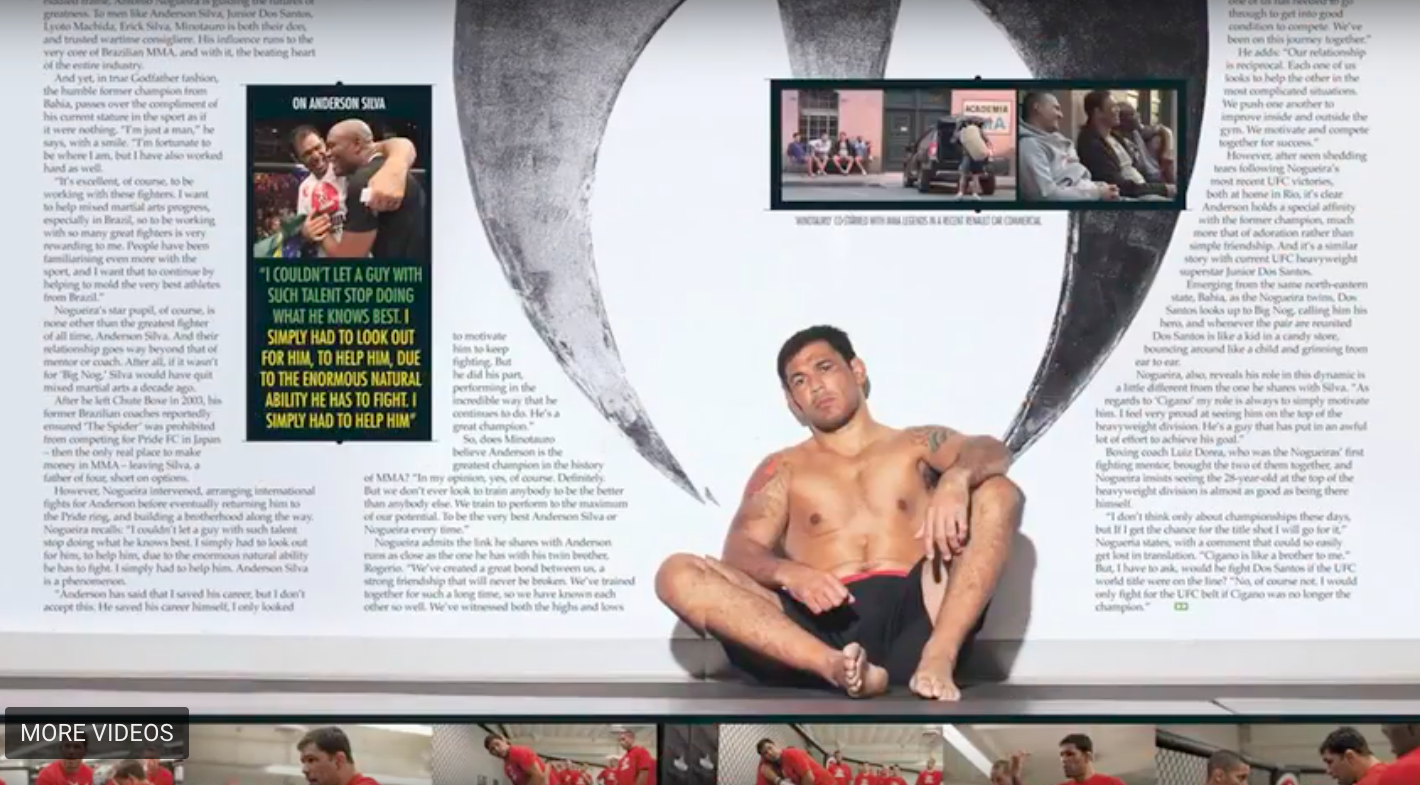 greatness. To men like Anderson Silva, Junior Dos Santos,
Lyoto Machida, Erick Silva, Minotauro is both their don,
and trusted wartime consigliere. His influence runs to the
very core of Brazilian MMA, and with it, the beating heart
of the entire industry.
And yet, in true Godfather fashion,
the humble former champion from
Bahia, passes over the compliment of
his current stature in the sport as if
it were nothing. "I'm just a man," he
says, with a smile. "I'm fortunate to
be where I am, but I have also worked
hard as well.
"It's excellent, of course, to be
working with these fighters. I want
to help mixed martial arts progress,
especially in Brazil, so to be working
with so many great fighters is very
rewarding to me. People have been
familiarising even more with the
sport, and I want that to continue by
helping to mold the very best athletes
from Brazil."
Nogueira's star pupil, of course, is
none other than the greatest fighter
of all time, Anderson Silva. And their
relationship goes way beyond that of
mentor or coach. After all, if it wasn't
for 'Big Nog,' Silva would have quit
mixed martial arts a decade ago.
After he left Chute Boxe in 2003, his
former Brazilian coaches reportedly
ensured 'The Spider' was prohibited
from competing for Pride FC in Japan
– then the only real place to make
money in MMA – leaving Silva, a
father of four, short on options.
However, Nogueira intervened, arranging international
fights for Anderson before eventually returning him to
the Pride ring, and building a brotherhood along the way.
Nogueira recalls: "I couldn't let a guy with such talent
stop doing what he knows best. I simply had to look out
for him, to help him, due to the enormous natural ability
he has to fight. I simply had to help him. Anderson Silva
is a phenomenon.
"Anderson has said that I saved his career, but I don't
accept this. He saved his career himself, I only looked
ON ANDERSON SILVA
"I COULDN'T LET A GUY WITH
SUCH TALENT STOP DOING
WHAT HE KNOWS BEST. I
SIMPLY HAD TO LOOK OUT
FOR HIM, TO HELP HIM, DUE
TO THE ENORMOUS NATURAL
ABILITY HE HAS TO FIGHT. I
SIMPLY HAD TO HELP HIM"
to motivate
him to keep
fighting. But
he did his part,
performing in the
incredible way that he
continues to do. He's a
great champion."
So, does Minotauro
believe Anderson is the
greatest champion in the history
of MMA? "In my opinion, yes, of course. Definitely.
But we don't ever look to train anybody to be the better
than anybody else. We train to perform to the maximum
of our potential. To be the very best Anderson Silva or
Nogueira every time."
Nogueira admits the link he shares with Anderson
runs as close as the one he has with his twin brother,
Rogerio. "We've created a great bond between us, a
strong friendship that will never be broken. We've trained
together for such a long time, so we have known each
other so well. We've witnessed both the highs and lows
ACADEMIA
'MINOTAURO' CO-STARRED WITH MMA LEGENDS IN A RECENT RENAULT CAR COMMERCIAL
through to get into good
condition to compete. We've
been on this journey together."
He adds: "Our relationship
is reciprocal. Each one of us
looks to help the other in the
most complicated situations.
We push one another to
improve inside and outside the
gym. We motivate and compete
together for success."
However, after seen shedding
tears following Nogueira's
most recent UFC victories,
both at home in Rio, it's clear
Anderson holds a special affinity
with the former champion, much
more that of adoration rather than
simple friendship. And it's a similar
story with current UFC heavyweight
superstar Junior Dos Santos.
Emerging from the same north-eastern
state, Bahia, as the Nogueira twins, Dos
Santos looks up to Big Nog, calling him his
hero, and whenever the pair are reunited
Dos Santos is like a kid in a candy store,
bouncing around like a child and grinning from
ear to ear.
Nogueira, also, reveals his role in this dynamic is
a little different from the one he shares with Silva. "As
regards to 'Cigano' my role is always to simply motivate
him. I feel very proud at seeing him on the top of the
heavyweight division. He's a guy that has put in an awful
lot of effort to achieve his goal."
Boxing coach Luiz Dorea, who was the Nogueiras' first
fighting mentor, brought the two of them together, and
Nogueira insists seeing the 28-year-old at the top of the
heavyweight division is almost as good as being there
himself.
"I don't think only about championships these days,
but If I get the chance for the title shot I will go for it,"
Nogueria states, with a comment that could so easily
get lost in translation. "Cigano is like a brother to me."
But, I have to ask, would he fight Dos Santos if the UFC
world title were on the line? "No, of course not. I would
only fight for the UFC belt if Cigano was no longer the
champion."
MORE VIDEOS